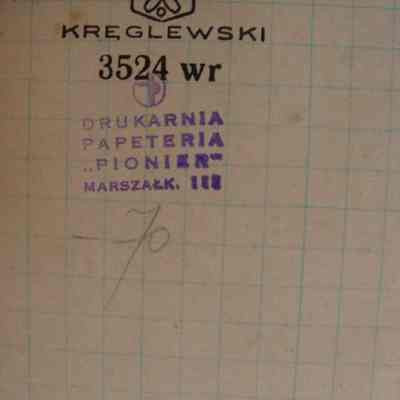 KRĘGLEWSKI
3524 wr
DRUKARNIA
PAPETERIA
„PIONIER"
MARSZAŁK. 118
—70